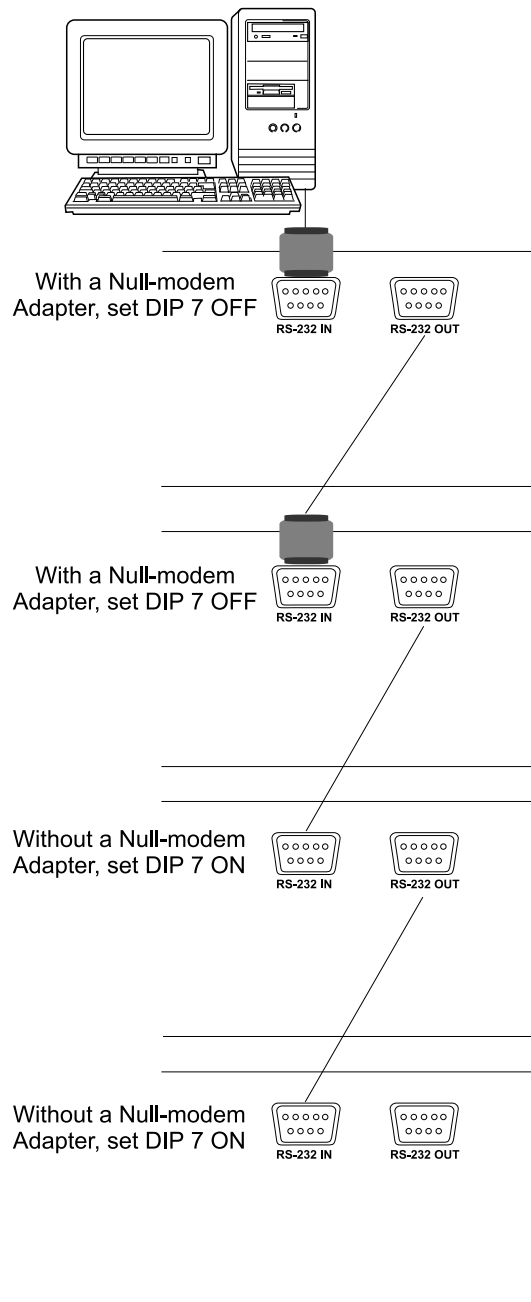 With a Null-modem
Adapter, set DIP 7 OFF
RS-232 IN
RS-232 OUT
With a Null-modem
Adapter, set DIP 7 OFF
RS-232 IN
RS-232 OUT
Without a Null-modem
Adapter, set DIP 7 ON
RS-232 IN
RS-232 OUT
Without a Null-modem
Adapter, set DIP 7 ON
RS-232 IN
RS-232 OUT